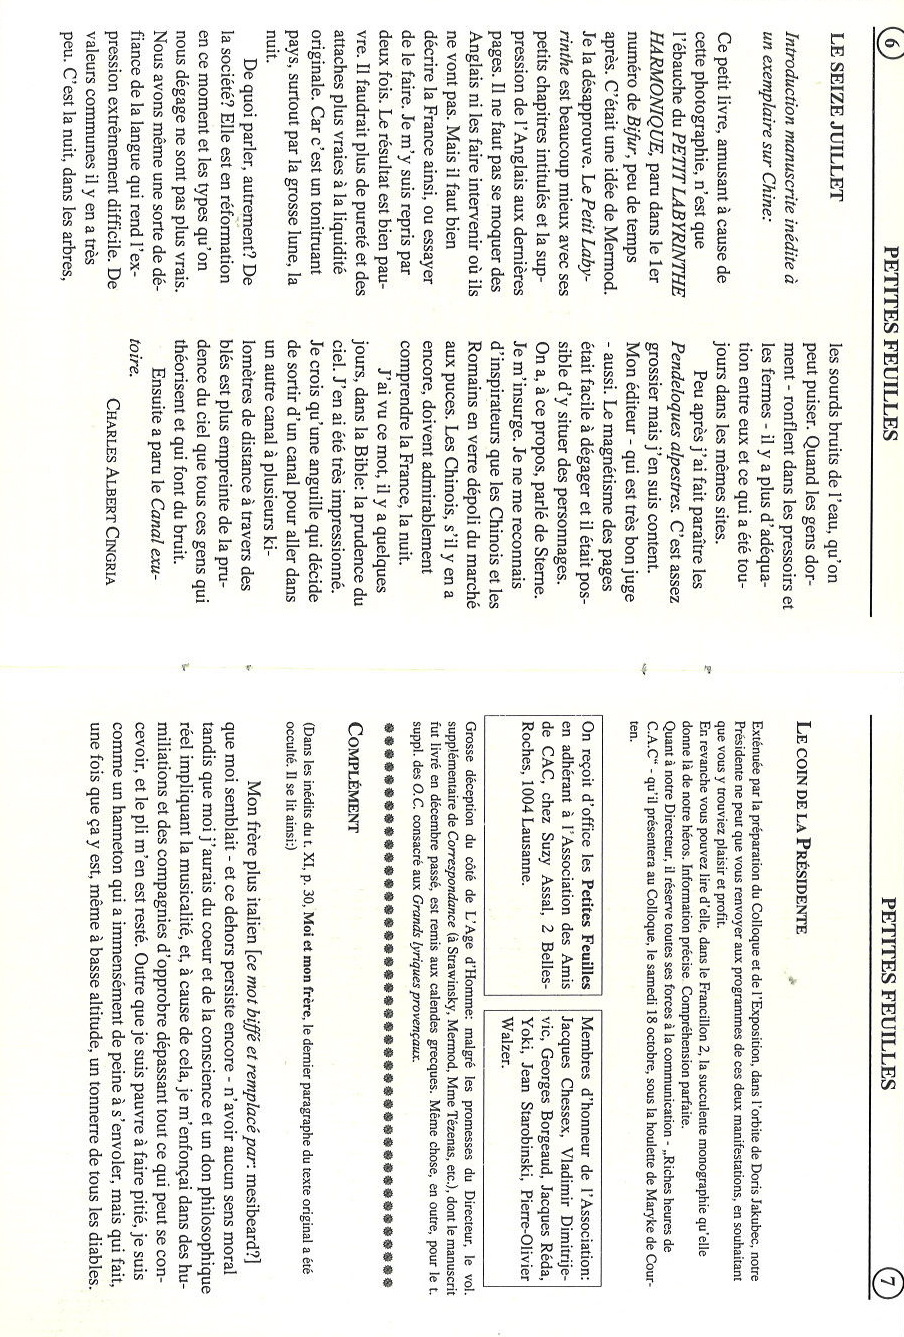 6
PETITES FEUILLES
LE SEIZE JUILLET
Introduction manuscrite inédite à
un exemplaire sur Chine:
Ce petit livre, amusant à cause de
cette photographie, n'est que
l'ébauche du PETIT LABYRINTHE
HARMONIQUE, paru dans le 1er
numéro de Bifur, peu de temps
après. C'était une idée de Mermod.
Je la désapprouve. Le Petit Laby-
rinthe est beaucoup mieux avec ses
petits chapitres intitulés et la sup-
pression de l'Anglais aux dernières
pages. Il ne faut pas se moquer des
Anglais ni les faire intervenir où ils
ne vont pas. Mais il faut bien
décrire la France ainsi, ou essayer
de le faire. Je m'y suis repris par
deux fois. Le résultat est bien pau-
vre. Il faudrait plus de pureté et des
attaches plus vraies à la liquidité
originale. Car c'est un tonitruant
pays, surtout par la grosse lune, la
nuit.
De quoi parler, autrement? De
la société? Elle est en réformation
en ce moment et les types qu'on
nous dégage ne sont pas plus vrais.
Nous avons même une sorte de dé-
fiance de la langue qui rend l'ex-
pression extrêmement difficile. De
valeurs communes il y en a très
peu. C'est la nuit, dans les arbres,
les sourds bruits de l'eau, qu'on
peut puiser. Quand les gens dor-
ment - ronflent dans les pressoirs et
les fermes - il y a plus d'adéqua-
tion entre eux et ce qui a été tou-
jours dans les mêmes sites.
Peu après j'ai fait paraître les
Pendeloques alpestres. C'est assez
grossier mais j'en suis content.
Mon éditeur - qui est très bon juge
- aussi. Le magnétisme des pages
était facile à dégager et il était pos-
sible d'y situer des personnages.
On a, à ce propos, parlé de Sterne.
Je m'insurge. Je ne me reconnais
d'inspirateurs que les Chinois et les
Romains en verre dépoli du marché
aux puces. Les Chinois, s'il y en a
encore, doivent admirablement
comprendre la France, la nuit.
J'ai vu ce mot, il y a quelques
jours, dans la Bible: la prudence du
ciel. J'en ai été très impressionné.
Je crois qu'une anguille qui décide
de sortir d'un canal pour aller dans
un autre canal à plusieurs ki-
lomètres de distance à travers des
blés est plus empreinte de la pru-
dence du ciel que tous ces gens qui
théorisent et qui font du bruit.
Ensuite a paru le Canal exu-
toire.
CHARLES ALBERT CINGRIA
PETITES FEUILLES
7
LE COIN DE LA PRÉSIDENTE
Exténuée par la préparation du Colloque et de l'Exposition, dans l'orbite de Doris Jakubec, notre
Présidente ne peut que vous renvoyer aux programmes de ces deux manifestations, en souhaitant
que vous y trouviez plaisir et profit.
En revanche vous pouvez lire d'elle, dans le Francillon 2, la succulente monographie qu'elle
donne là de notre héros. Information précise. Compréhension parfaite.
Quant à notre Directeur, il réserve toutes ses forces à la communication - „Riches heures de
C.A.C“ - qu'il présentera au Colloque, le samedi 18 octobre, sous la houlette de Maryke de Cour-
ten.
On reçoit d'office les Petites Feuilles
en adhérant à l'Association des Amis
de CAC, chez Suzy Assal, 2 Belles-
Roches, 1004 Lausanne.
Membres d'honneur de l'Association:
Jacques Chessex, Vladimir Dimitrije-
vic, Georges Borgeaud, Jacques Réda,
Yoki, Jean Starobinski, Pierre-Olivier
Walzer.
Grosse déception du côté de L'Age d'Homme: malgré les promesses du Directeur, le vol.
supplémentaire de Correspondance (à Strawinsky, Mermod, Mme Tézenas, etc.), dont le manuscrit
fut livré en décembre passé, est remis aux calendes grecques. Même chose, en outre, pour le t.
suppl. des O.C. consacré aux Grands lyriques provençaux.
COMPLÉMENT
(Dans les inédits du t. XI, p. 30, Moi et mon frère, le dernier paragraphe du texte original a été
occulté. Il se lit ainsi:)
Mon frère plus italien [ce mot biffé et remplacé par: mesibeard?]
que moi semblait - et ce dehors persiste encore - n'avoir aucun sens moral
tandis que moi j'aurais du coeur et de la conscience et un don philosophique
réel impliquant la musicalité, et, à cause de cela, je m'enfonçai dans des hu-
miliations et des compagnies d'opprobre dépassant tout ce qui peut se con-
cevoir, et le pli m'en est resté. Outre que je suis pauvre à faire pitié, je suis
comme un hanneton qui a immensément de peine à s'envoler, mais qui fait,
une fois que ça y est, même à basse altitude, un tonnerre de tous les diables.